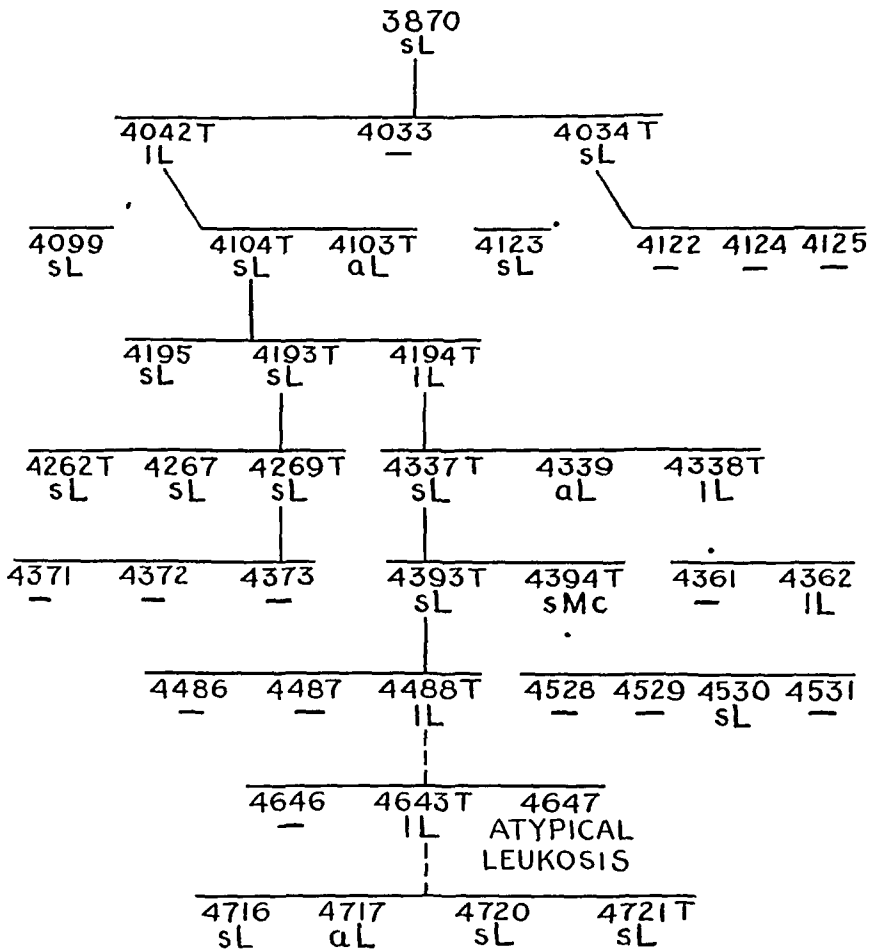 3870
sL
4042T 4033 4034T
lL — sL
4099 4104T 4103T 4123 4122 4124 4125
sL sL aL sL — — —
4195 4193T 4194T
sL sL lL
4262T 4267 4269T 4337T 4339 4338T
sL sL sL sL aL lL
4371 4372 4373 4393T 4394T 4361 4362
— — — sL sMc — lL
4486 4487 4488T 4528 4529 4530 4531
— — lL — — sL —
4646 4643T 4647
— lL ATYPICAL
LEUKOSIS
4716 4717 4720 4721T
sL aL sL sL